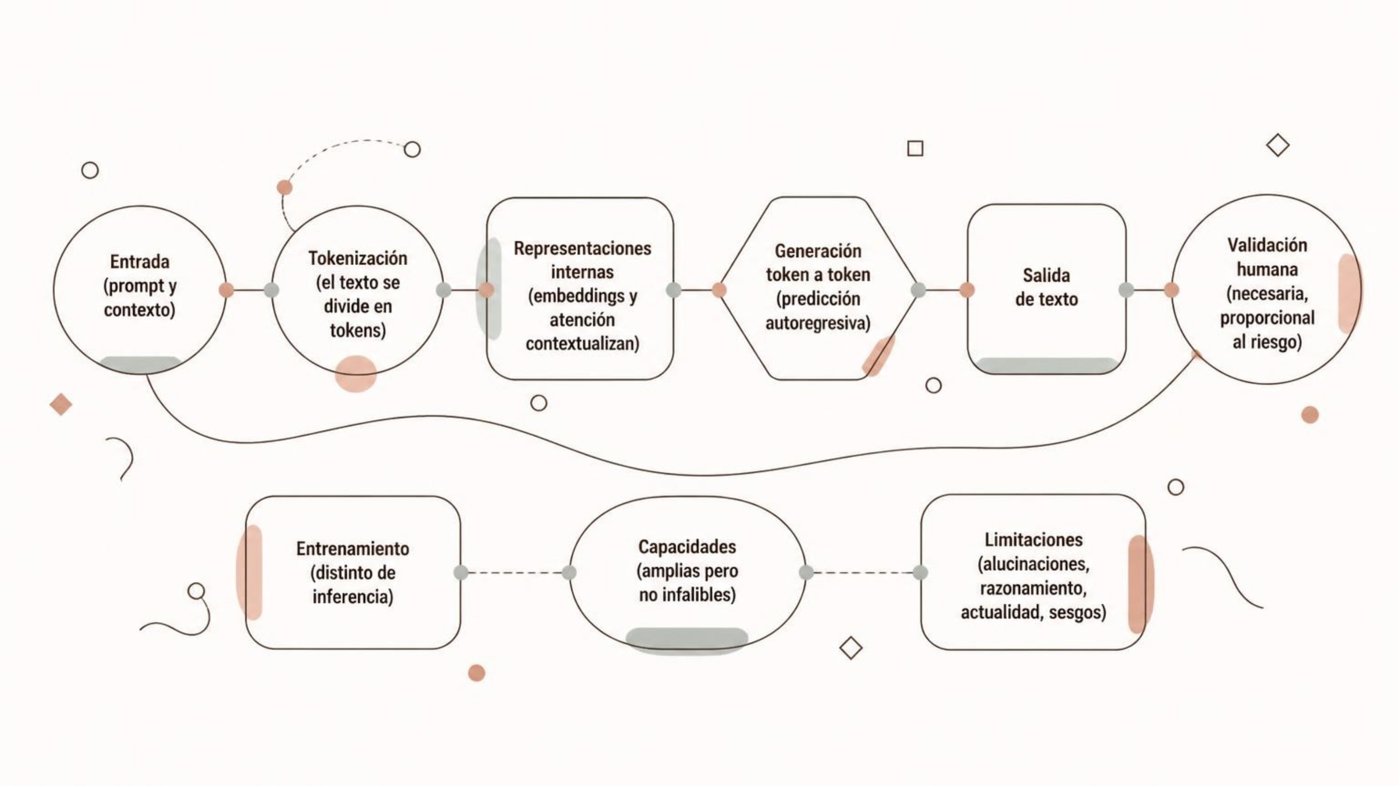 Entrada
(prompt y
contexto)
Tokenización
(el texto se
divide en
tokens)
Representaciones
internas
(embeddings y
atención
contextualizan)
Generación
token a token
(predicción
autoregresiva)
Salida
de texto
Validación
humana
(necesaria,
proporcional
al riesgo)
Entrenamiento
(distinto de
inferencia)
Capacidades
(amplias pero
no infalibles)
Limitaciones
(alucinaciones,
razonamiento,
actualidad, sesgos)